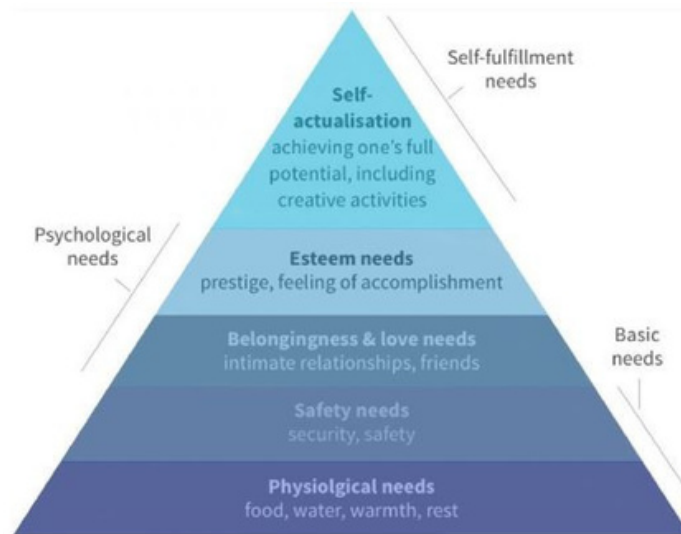 Self-fulfillment
needs
Self-
actualisation
achieving one's full
potential, including
creative activities
Psychological
needs
Esteem needs
prestige, feeling of accomplishment
Belongingness & love needs
intimate relationships, friends
Basic
needs
Safety needs
security, safety
Physiolgical needs
food, water, warmth, rest